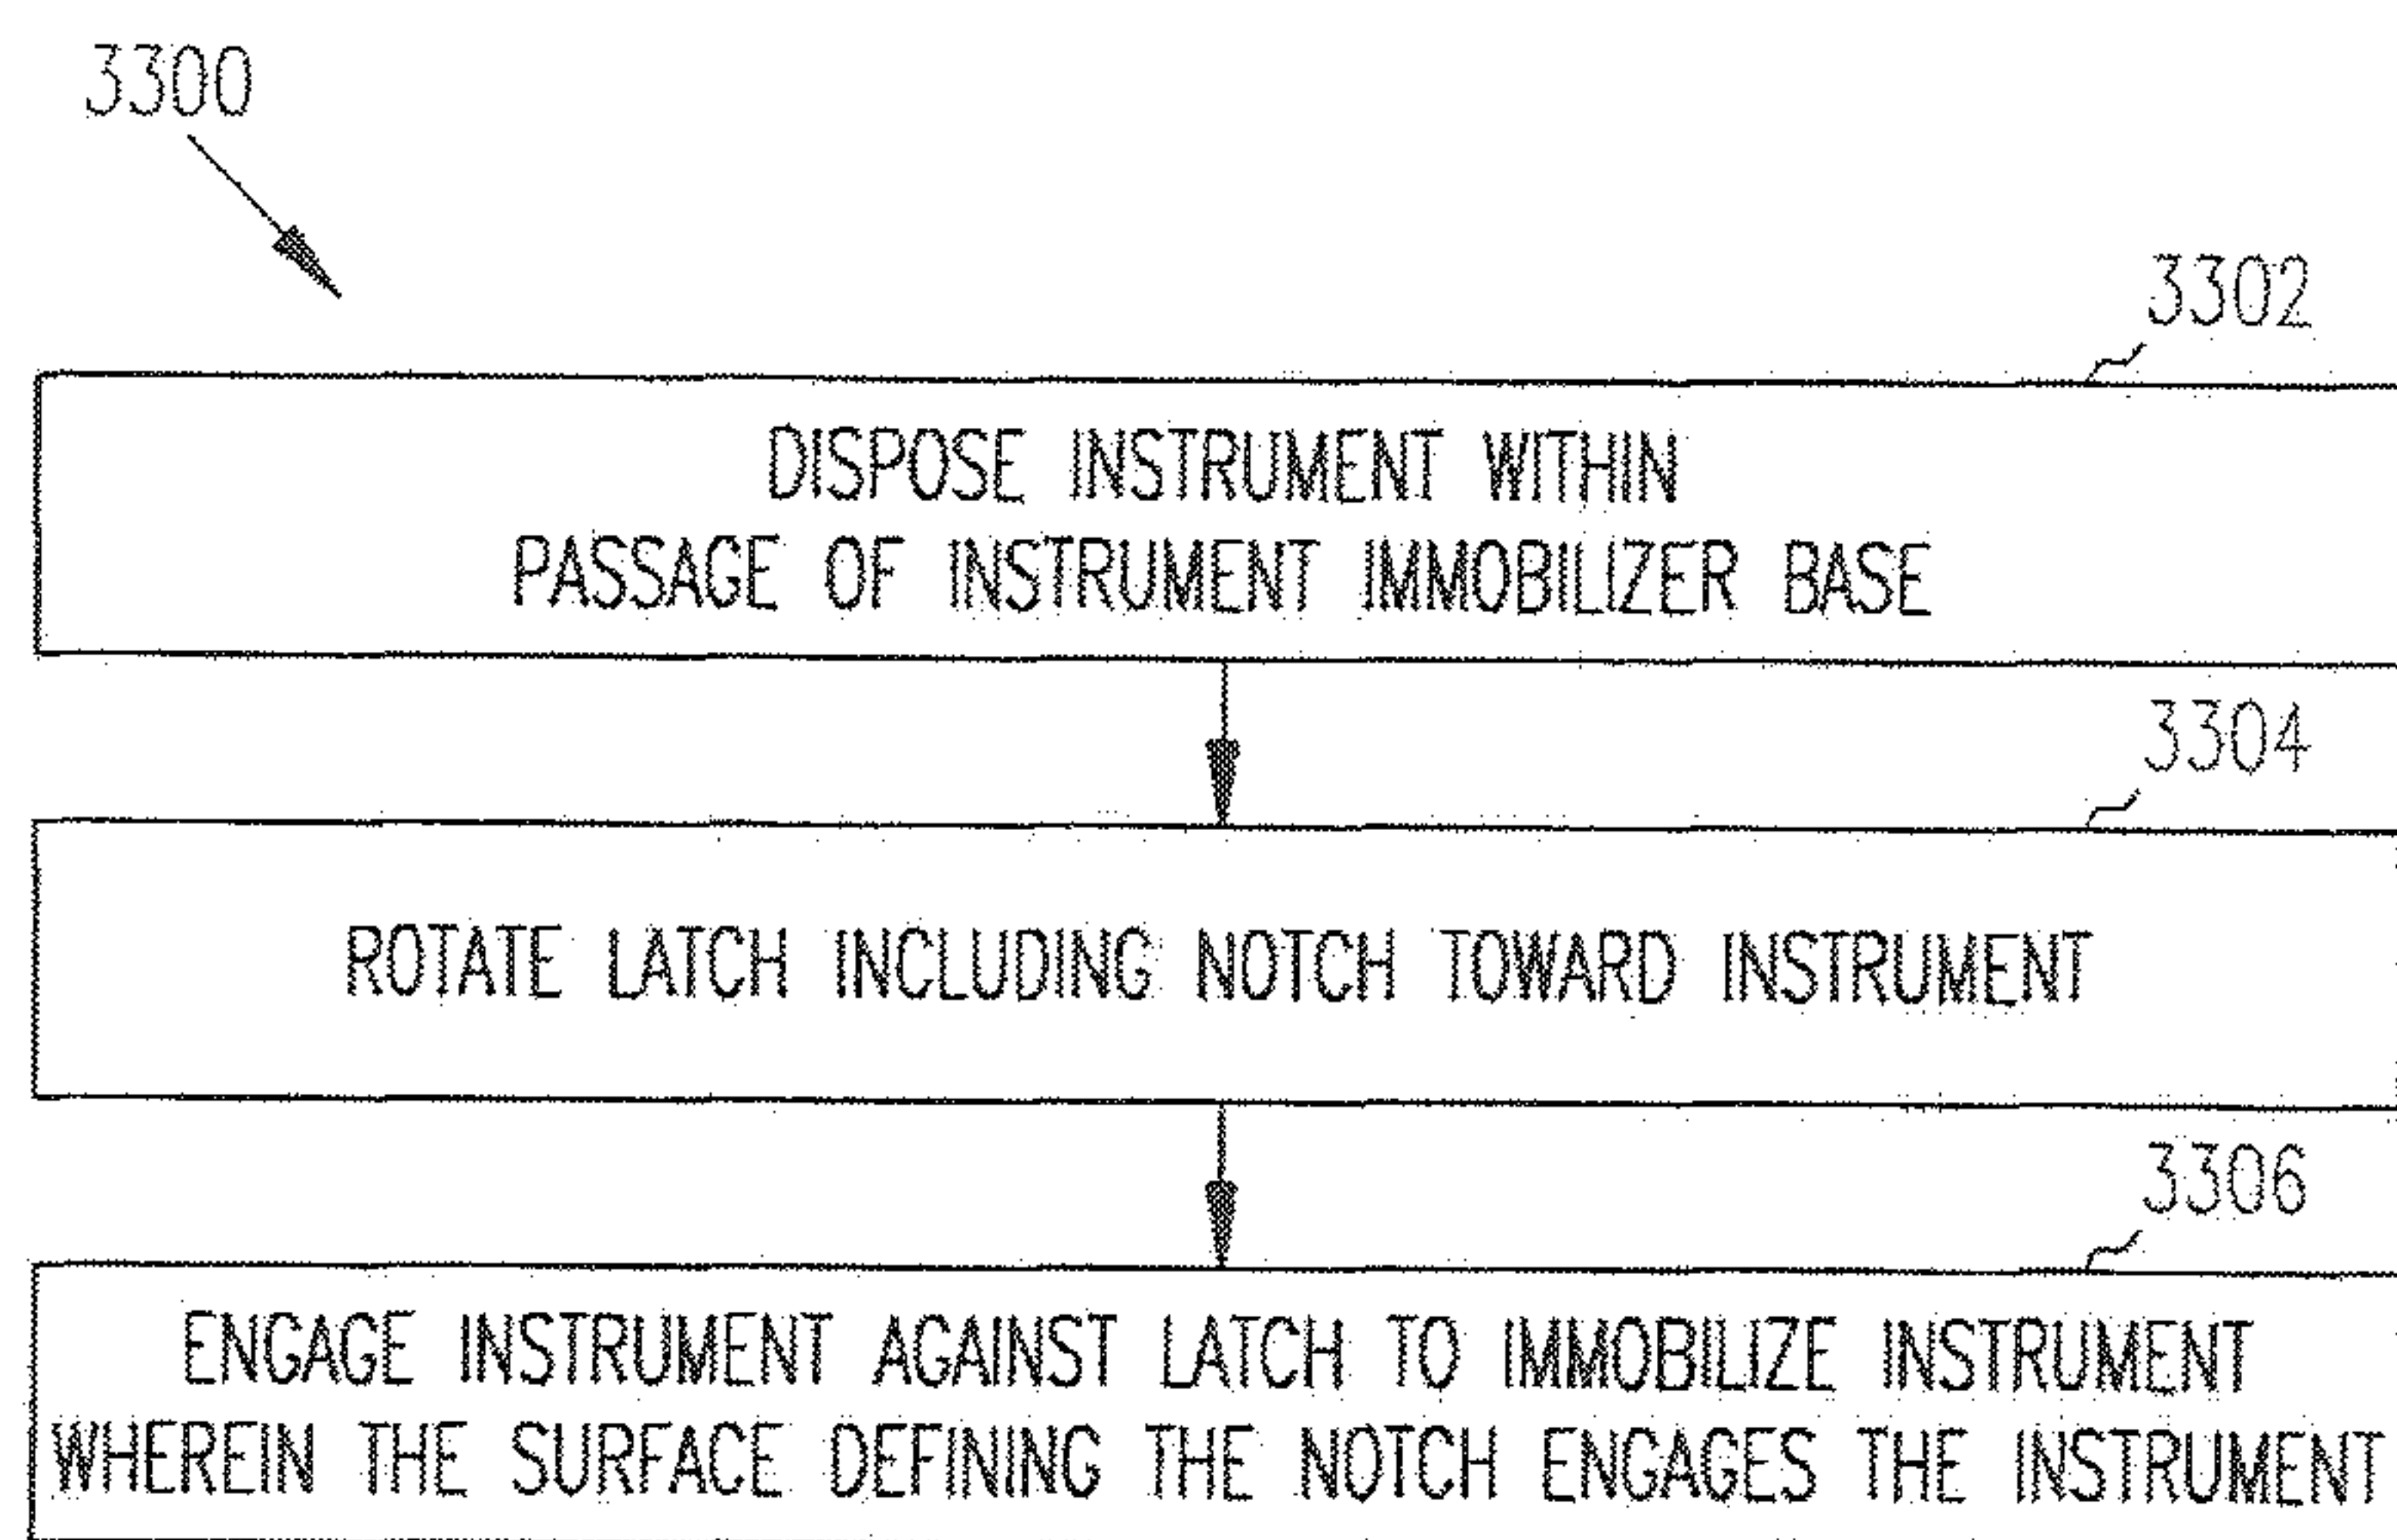 3300
3302
DISPOSE INSTRUMENT WITHIN
PASSAGE OF INSTRUMENT IMMOBILIZER BASE
3304
ROTATE LATCH INCLUDING NOTCH TOWARD INSTRUMENT
3306
ENGAGE INSTRUMENT AGAINST LATCH TO IMMOBILIZE INSTRUMENT
WHEREIN THE SURFACE DEFINING THE NOTCH ENGAGES THE INSTRUMENT